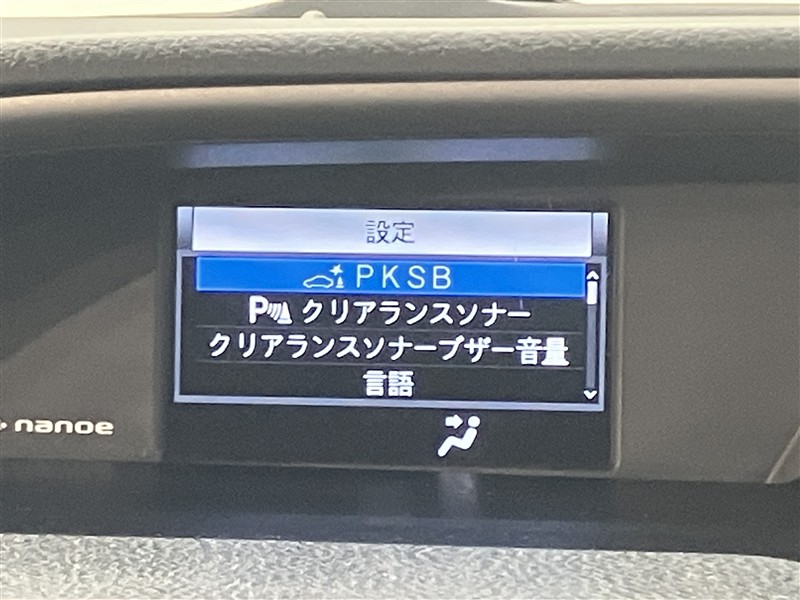 設定
PKSB
P クリアランスソナー
クリアランスソナーブザー音量
言語
nanoe